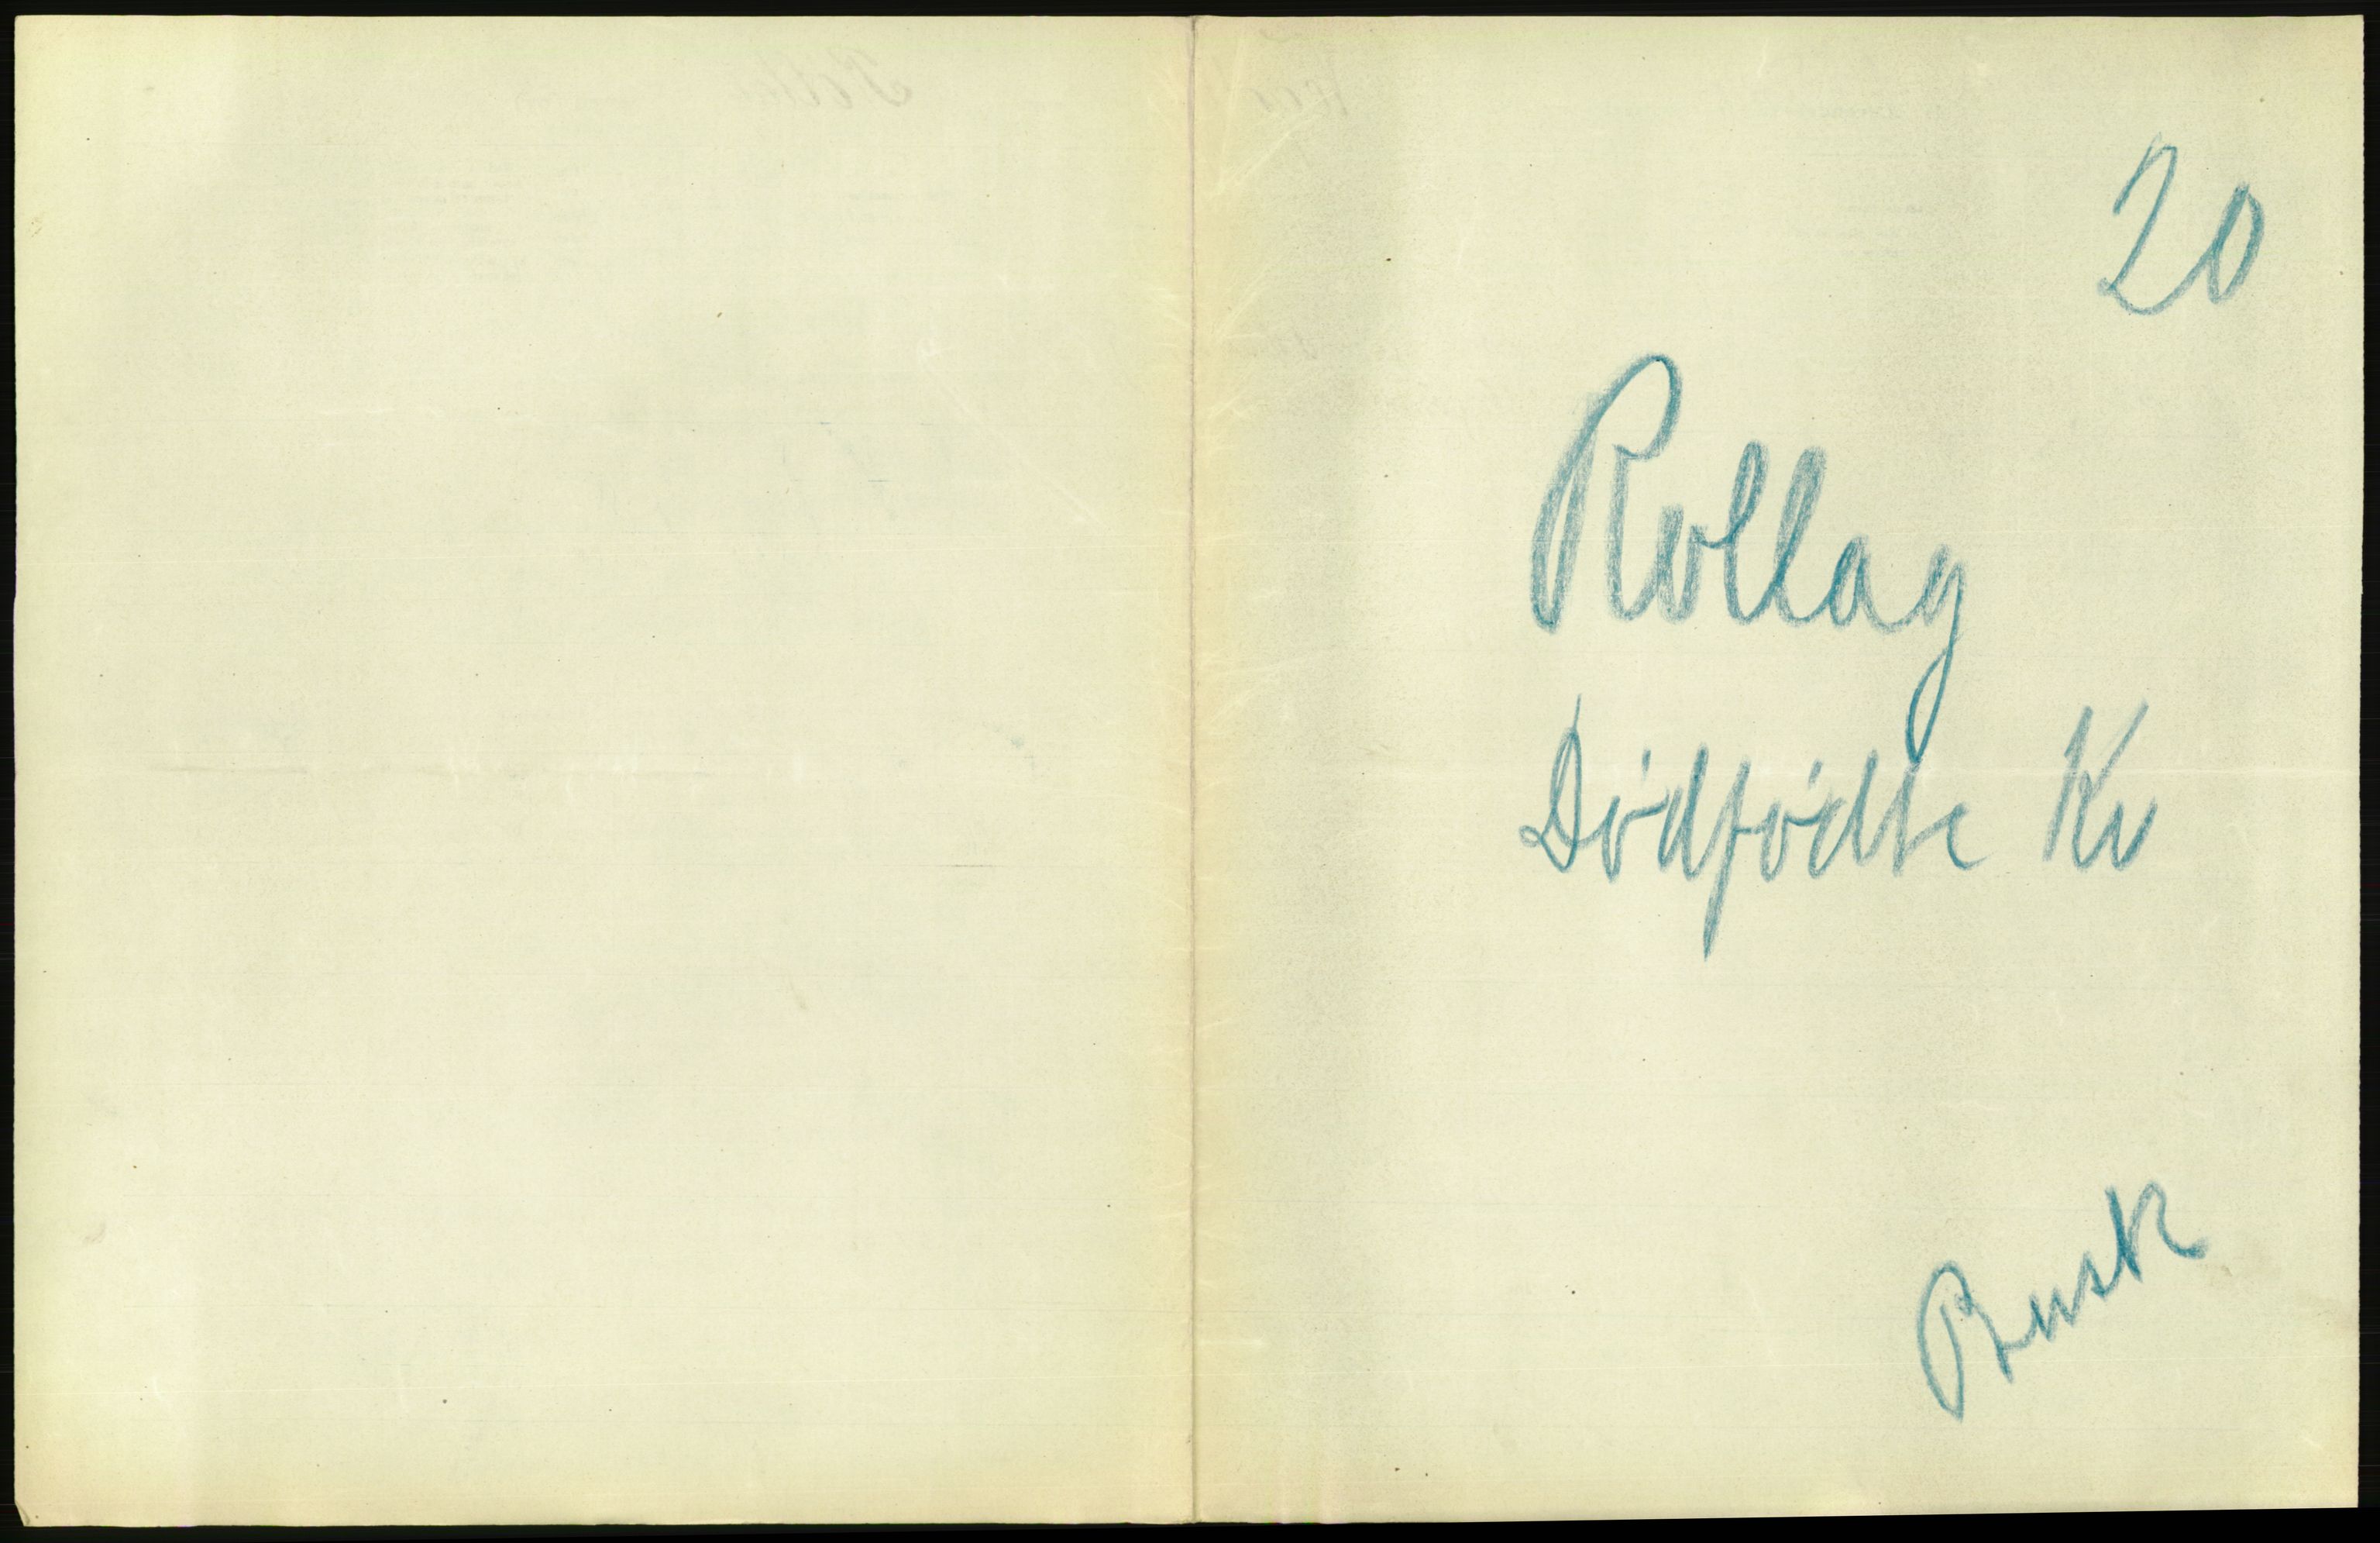 20
Rollag
Dødfødte Kv
Busk